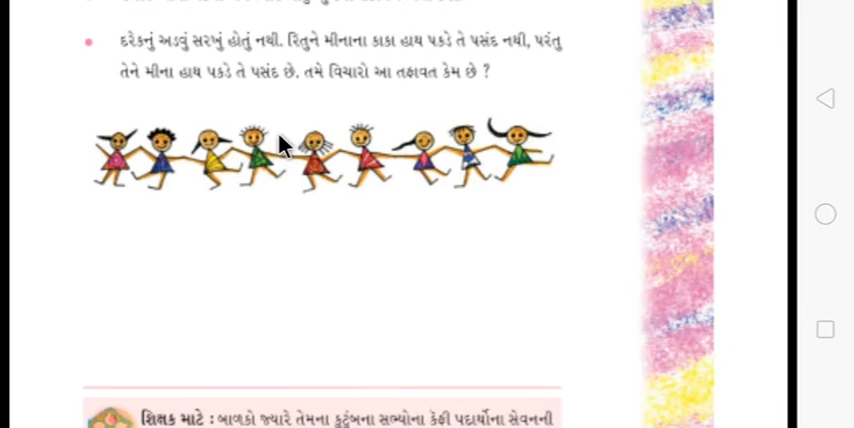 દરેકનું અડવું સરખું હોતું નથી. રિતુને મીનાના કાકા હાથ પકડે તે પસંદ નથી, પરંતુ
તેને મીના હાથ પકડે તે પસંદ છે. તમે વિચારો આ તફાવત કેમ છે ?
શિક્ષક માટે : બાળકો જ્યારે તેમના કુટુંબના સભ્યોના કેફી પદાર્થોના સેવનની